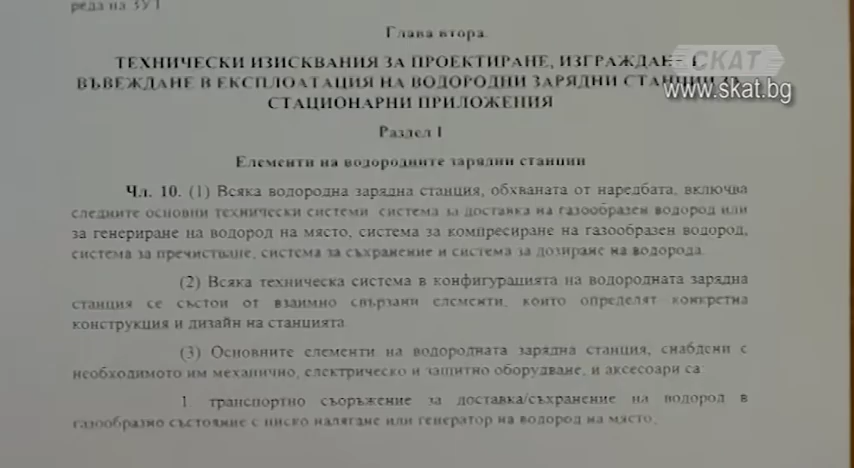 реда на ЗУТ
СКАТ
www.skat.bg
Глава втора.
ТЕХНИЧЕСКИ ИЗИСКВАНИЯ ЗА ПРОЕКТИРАНЕ, ИЗГРАЖДАНЕ И
ВЪВЕЖДАНЕ В ЕКСПЛОАТАЦИЯ НА ВОДОРОДНИ ЗАРЯДНИ СТАНЦИИ ЗА
СТАЦИОНАРНИ ПРИЛОЖЕНИЯ
Раздел I
Елементи на водородните зарядни станции
Чл. 10. (1) Всяка водородна зарядна станция, обхваната от наредбата, включва
следните основни технически системи: система за доставка на газообразен водород или
за генериране на водород на място, система за компресиране на газообразен водород,
система за пречистване, система за съхранение и система за дозиране на водорода.
(2) Всяка техническа система в конфигурацията на водородната зарядна
станция се състои от взаимно свързани елементи, които определят конкретна
конструкция и дизайн на станцията.
(3) Основните елементи на водородната зарядна станция, снабдени с
необходимото им механично, електрическо и защитно оборудване, и аксесоари са:
1. транспортно съоръжение за доставка/съхранение на водород в
газообразно състояние с ниско налягане или генератор на водород на място;